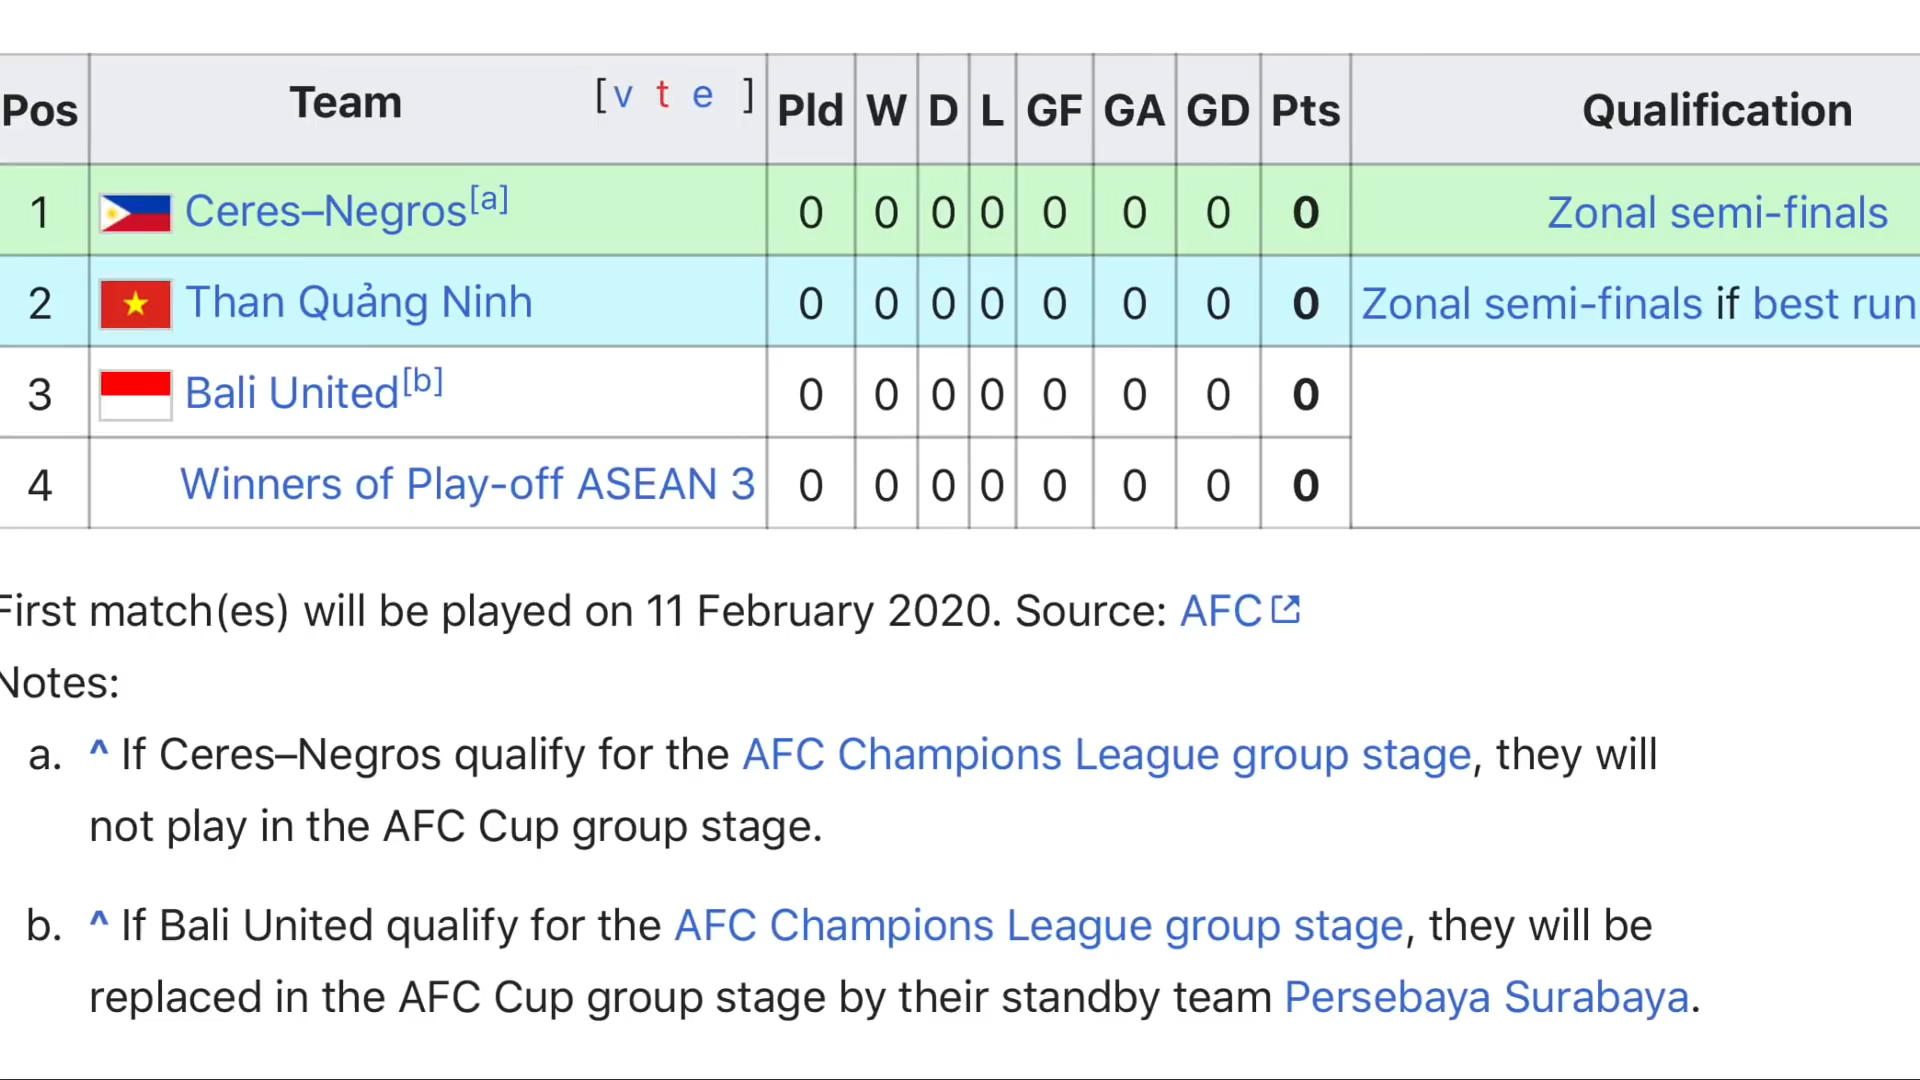 Pos Team [v t e ] Pld W D L GF GA GD Pts Qualification
1 Ceres–Negros[a] 0 0 0 0 0 0 0 0 Zonal semi-finals
2 Than Quảng Ninh 0 0 0 0 0 0 0 0 Zonal semi-finals if best run
3 Bali United[b] 0 0 0 0 0 0 0 0
4 Winners of Play-off ASEAN 3 0 0 0 0 0 0 0 0
First match(es) will be played on 11 February 2020. Source: AFC
Notes:
a. ^ If Ceres–Negros qualify for the AFC Champions League group stage, they will
not play in the AFC Cup group stage.
b. ^ If Bali United qualify for the AFC Champions League group stage, they will be
replaced in the AFC Cup group stage by their standby team Persebaya Surabaya.